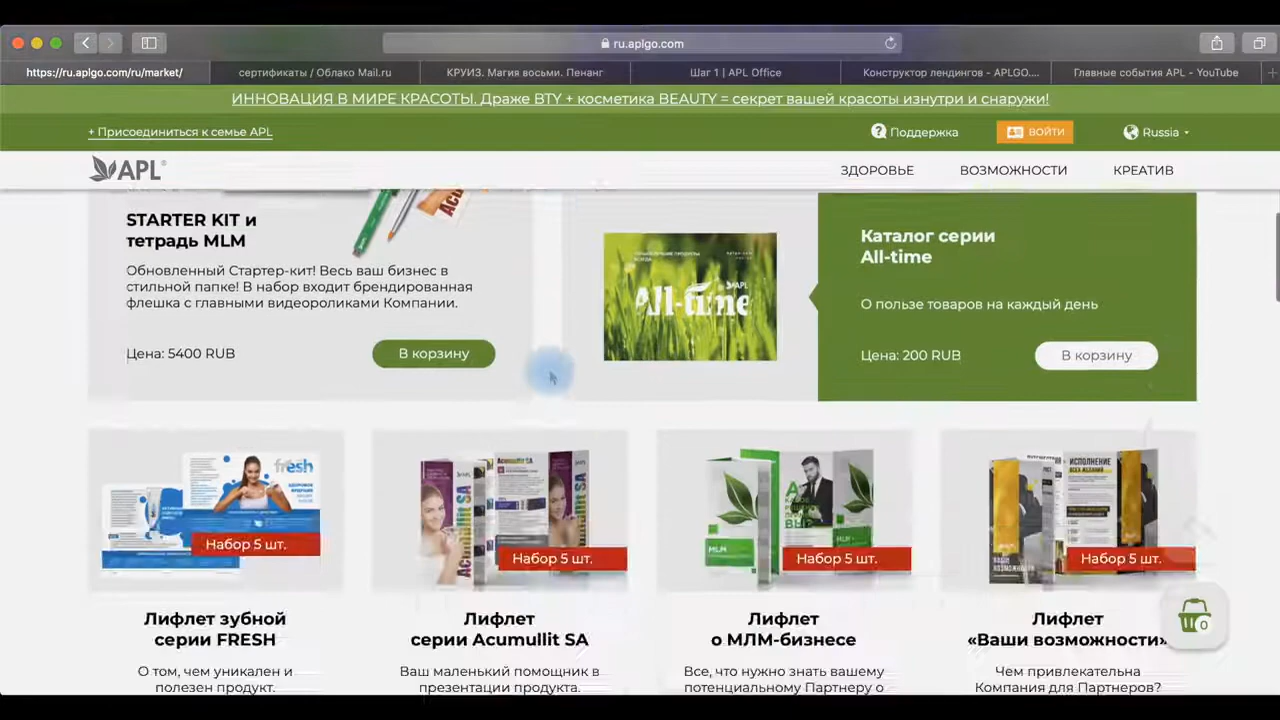 ru.aplgo.com
https://ru.aplgo.com/ru/market/
сертификаты / Облако Mail.ru
КРУИЗ. Магия восьми. Пенанг
Шаг 1 | APL Office
Конструктор лендингов - APLGO....
Главные события APL - YouTube
ИННОВАЦИЯ В МИРЕ КРАСОТЫ. Драже BTY + косметика BEAUTY = секрет вашей красоты изнутри и снаружи!
+ Присоединиться к семье APL
Поддержка
ВОЙТИ
Russia
APL®
ЗДОРОВЬЕ
ВОЗМОЖНОСТИ
КРЕАТИВ
STARTER KIT и
тетрадь MLM
Обновленный Стартер-кит! Весь ваш бизнес в
стильной папке! В набор входит брендированная
флешка с главными видеороликами Компании.
Цена: 5400 RUB
В корзину
APL
All-time
Каталог серии
All-time
О пользе товаров на каждый день
Цена: 200 RUB
В корзину
fresh
Набор 5 шт.
Acumullit SA
Набор 5 шт.
MLM
Набор 5 шт.
ИСПОЛНЕНИЕ
Набор 5 шт.
0
Лифлет зубной
серии FRESH
О том, чем уникален и
полезен продукт.
Лифлет
серии Acumullit SA
Ваш маленький помощник в
презентации продукта.
Лифлет
о МЛМ-бизнесе
Все, что нужно знать вашему
потенциальному Партнеру о
Лифлет
«Ваши возможности»
Чем привлекательна
Компания для Партнеров?